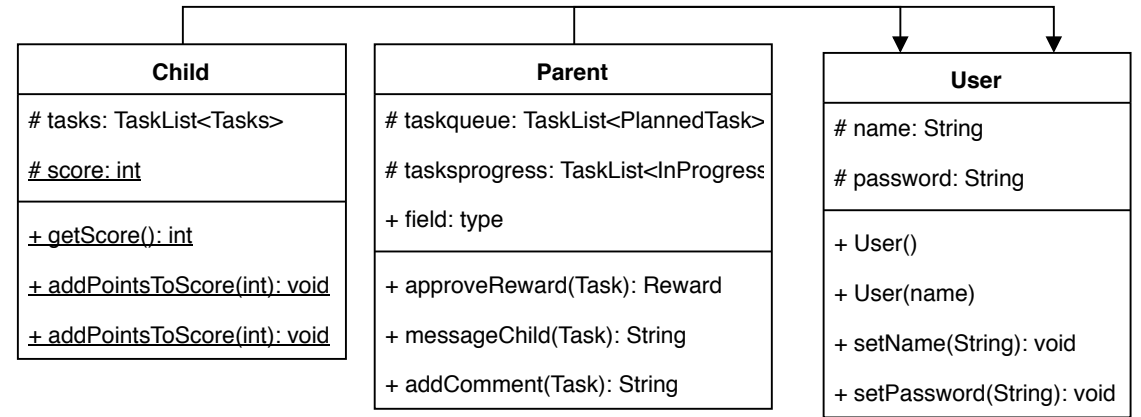 Child
# tasks: TaskList<Tasks>
# score: int
+ getScore(): int
+ addPointsToScore(int): void
+ addPointsToScore(int): void
Parent
# taskqueue: TaskList<PlannedTask>
# tasksprogress: TaskList<InProgress
+ field: type
+ approveReward(Task): Reward
+ messageChild(Task): String
+ addComment(Task): String
User
# name: String
# password: String
+ User()
+ User(name)
+ setName(String): void
+ setPassword(String): void